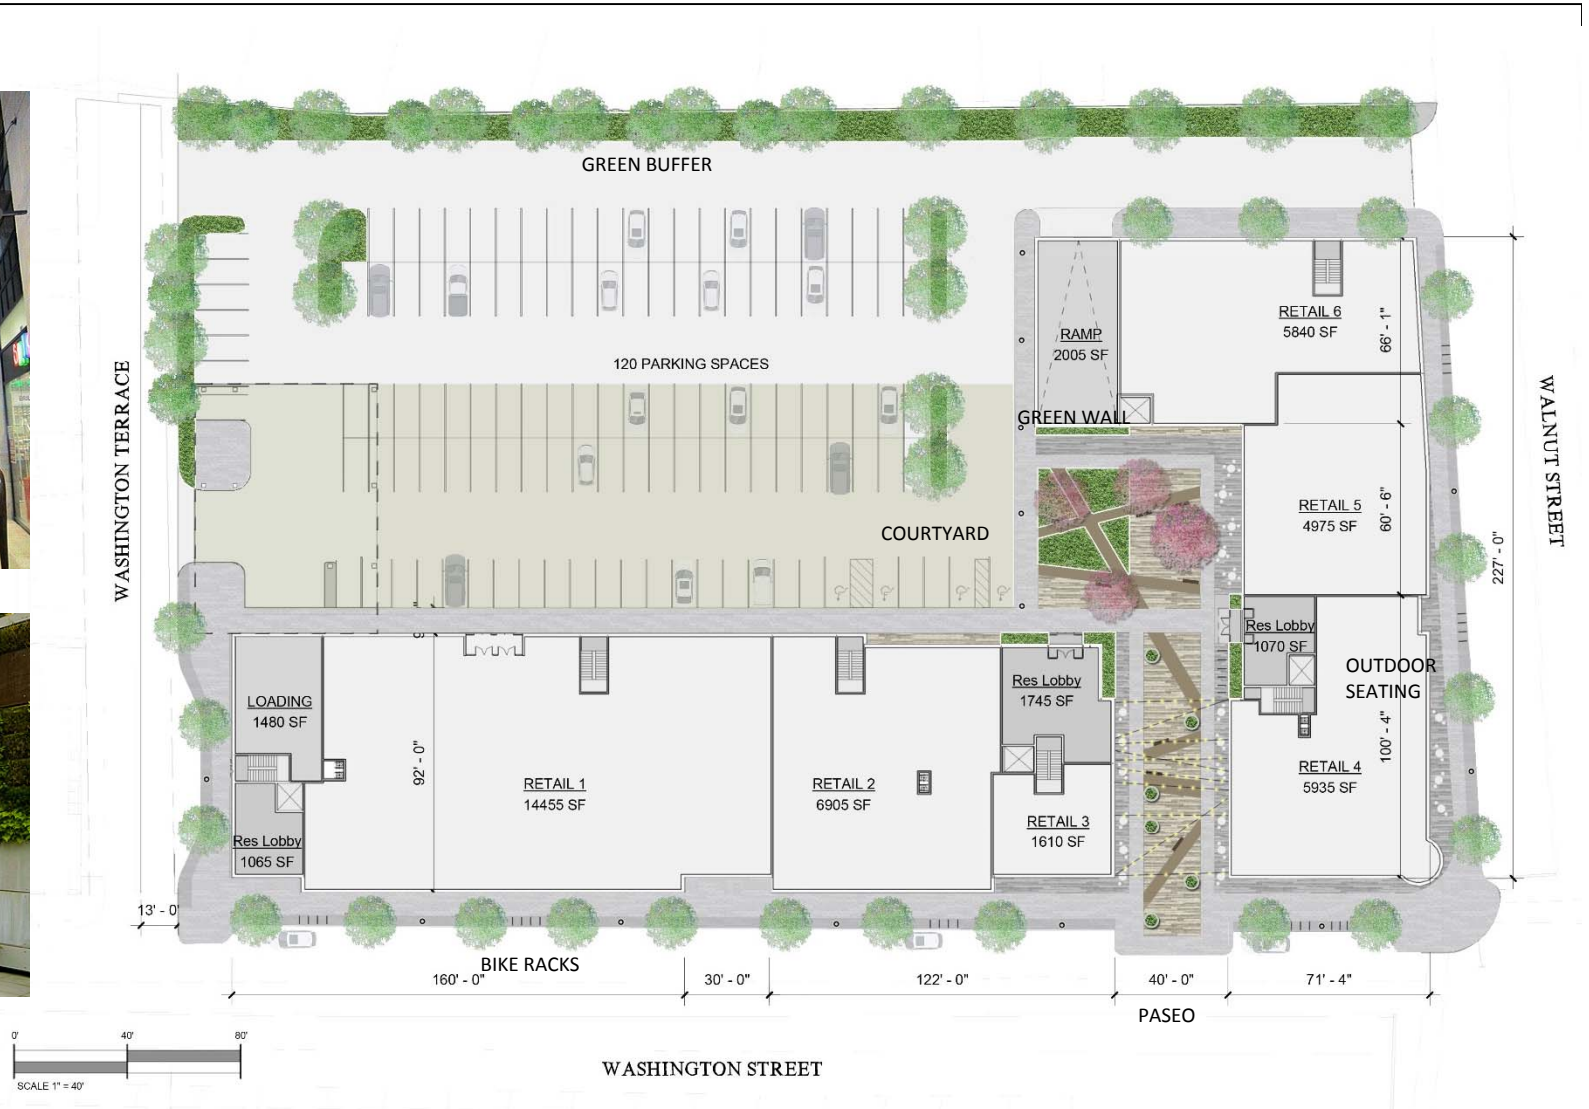 GREEN BUFFER
120 PARKING SPACES
RAMP
2005 SF
RETAIL 6
5840 SF
66' - 1"
GREEN WALL
WASHINGTON TERRACE
WALNUT STREET
COURTYARD
RETAIL 5
4975 SF
60' - 6"
227' - 0"
Res Lobby
1070 SF
OUTDOOR
SEATING
LOADING
1480 SF
Res Lobby
1745 SF
92' - 0"
RETAIL 1
14455 SF
RETAIL 2
6905 SF
RETAIL 3
1610 SF
RETAIL 4
5935 SF
100' - 4"
Res Lobby
1065 SF
13' - 0
BIKE RACKS
160' - 0"
30' - 0"
122' - 0"
40' - 0"
71' - 4"
PASEO
0'
40'
80'
SCALE 1" = 40'
WASHINGTON STREET